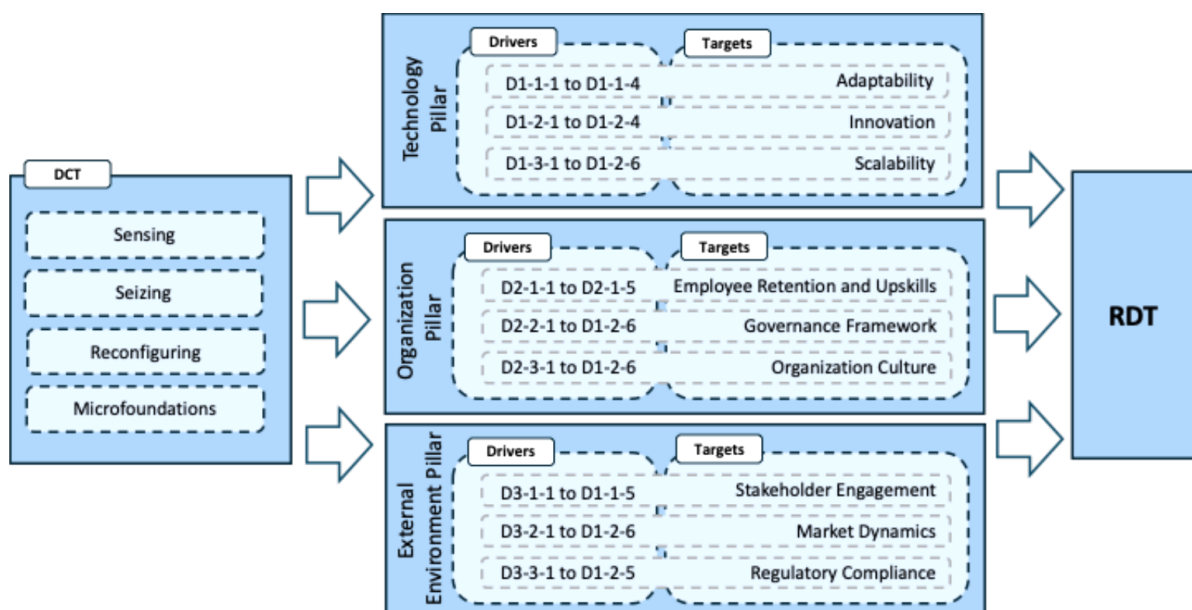 DCT
Sensing
Seizing
Reconfiguring
Microfoundations
Technology
Pillar
Drivers
Targets
D1-1-1 to D1-1-4
Adaptability
D1-2-1 to D1-2-4
Innovation
D1-3-1 to D1-2-6
Scalability
Organization
Pillar
Drivers
Targets
D2-1-1 to D2-1-5
Employee Retention and Upskills
D2-2-1 to D1-2-6
Governance Framework
D2-3-1 to D1-2-6
Organization Culture
External
Environment Pillar
Drivers
Targets
D3-1-1 to D1-1-5
Stakeholder Engagement
D3-2-1 to D1-2-6
Market Dynamics
D3-3-1 to D1-2-5
Regulatory Compliance
RDT